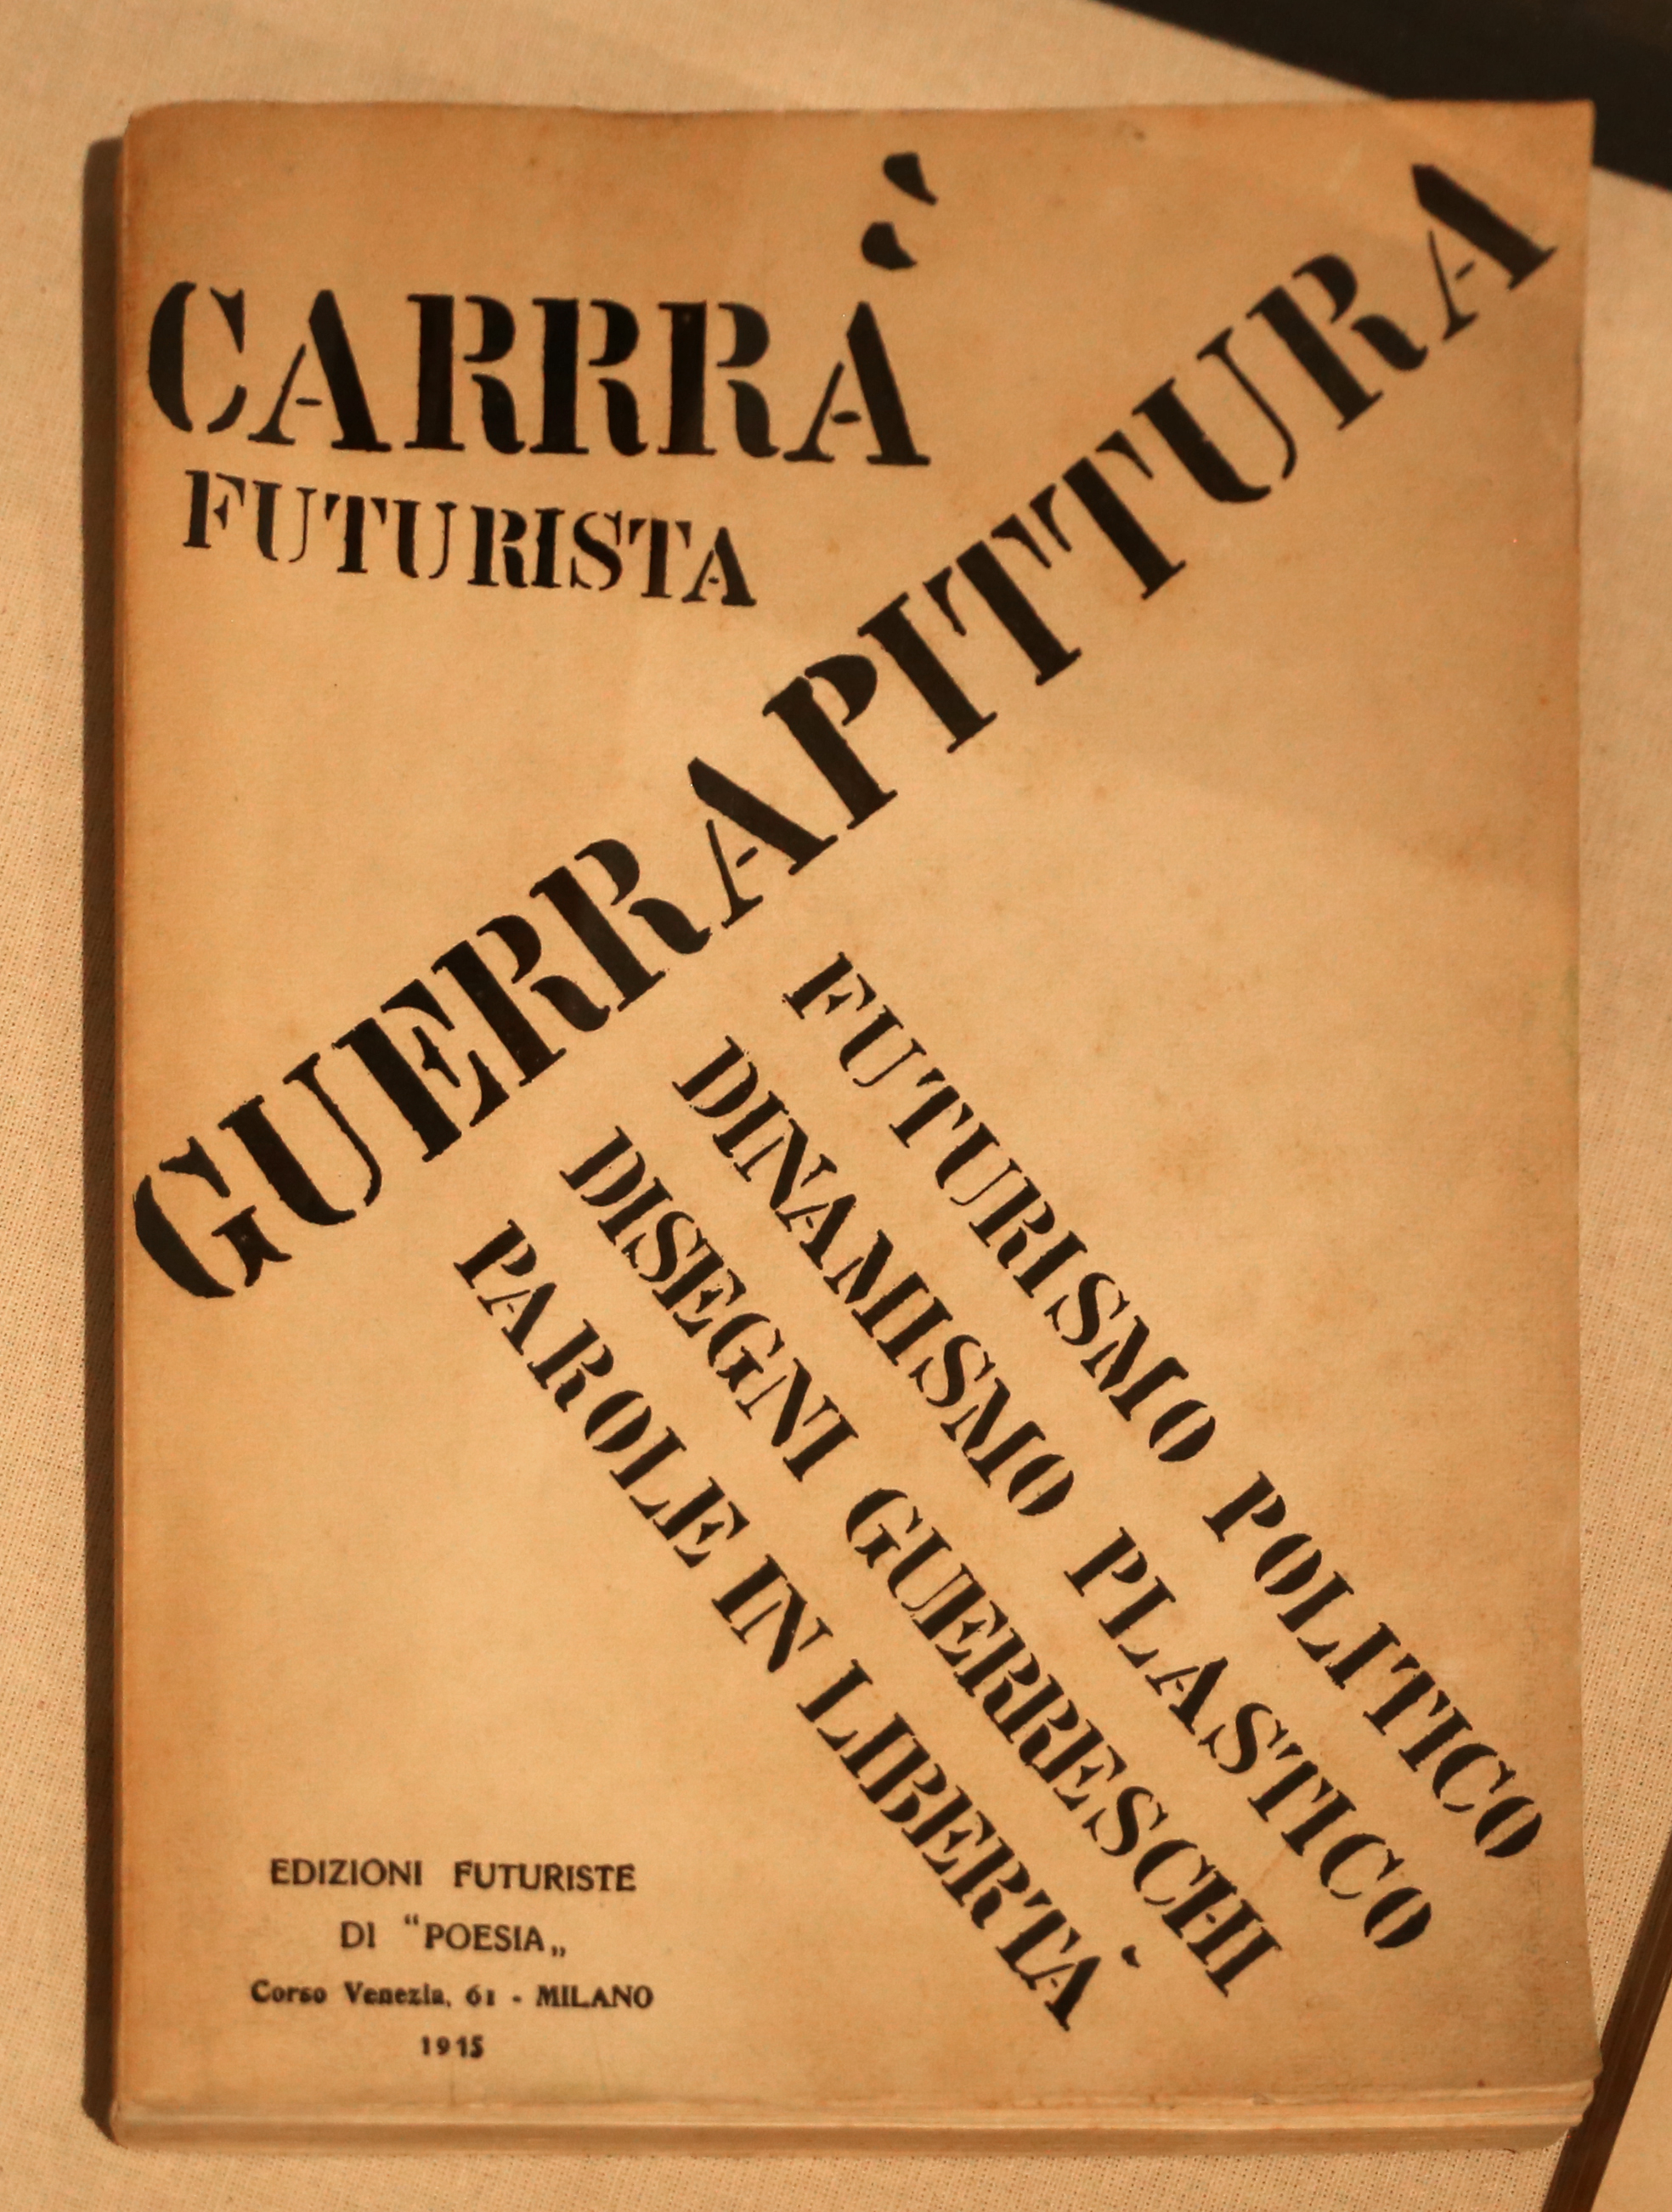 CARRRÀ
FUTURISTA
GUERRAPITTURA
FUTURISMO POLITICO
DINAMISMO PLASTICO
DISEGNI GUERRESCHI
PAROLE IN LIBERTÀ
EDIZIONI FUTURISTE
DI “POESIA„
Corso Venezia, 61 - MILANO
1915